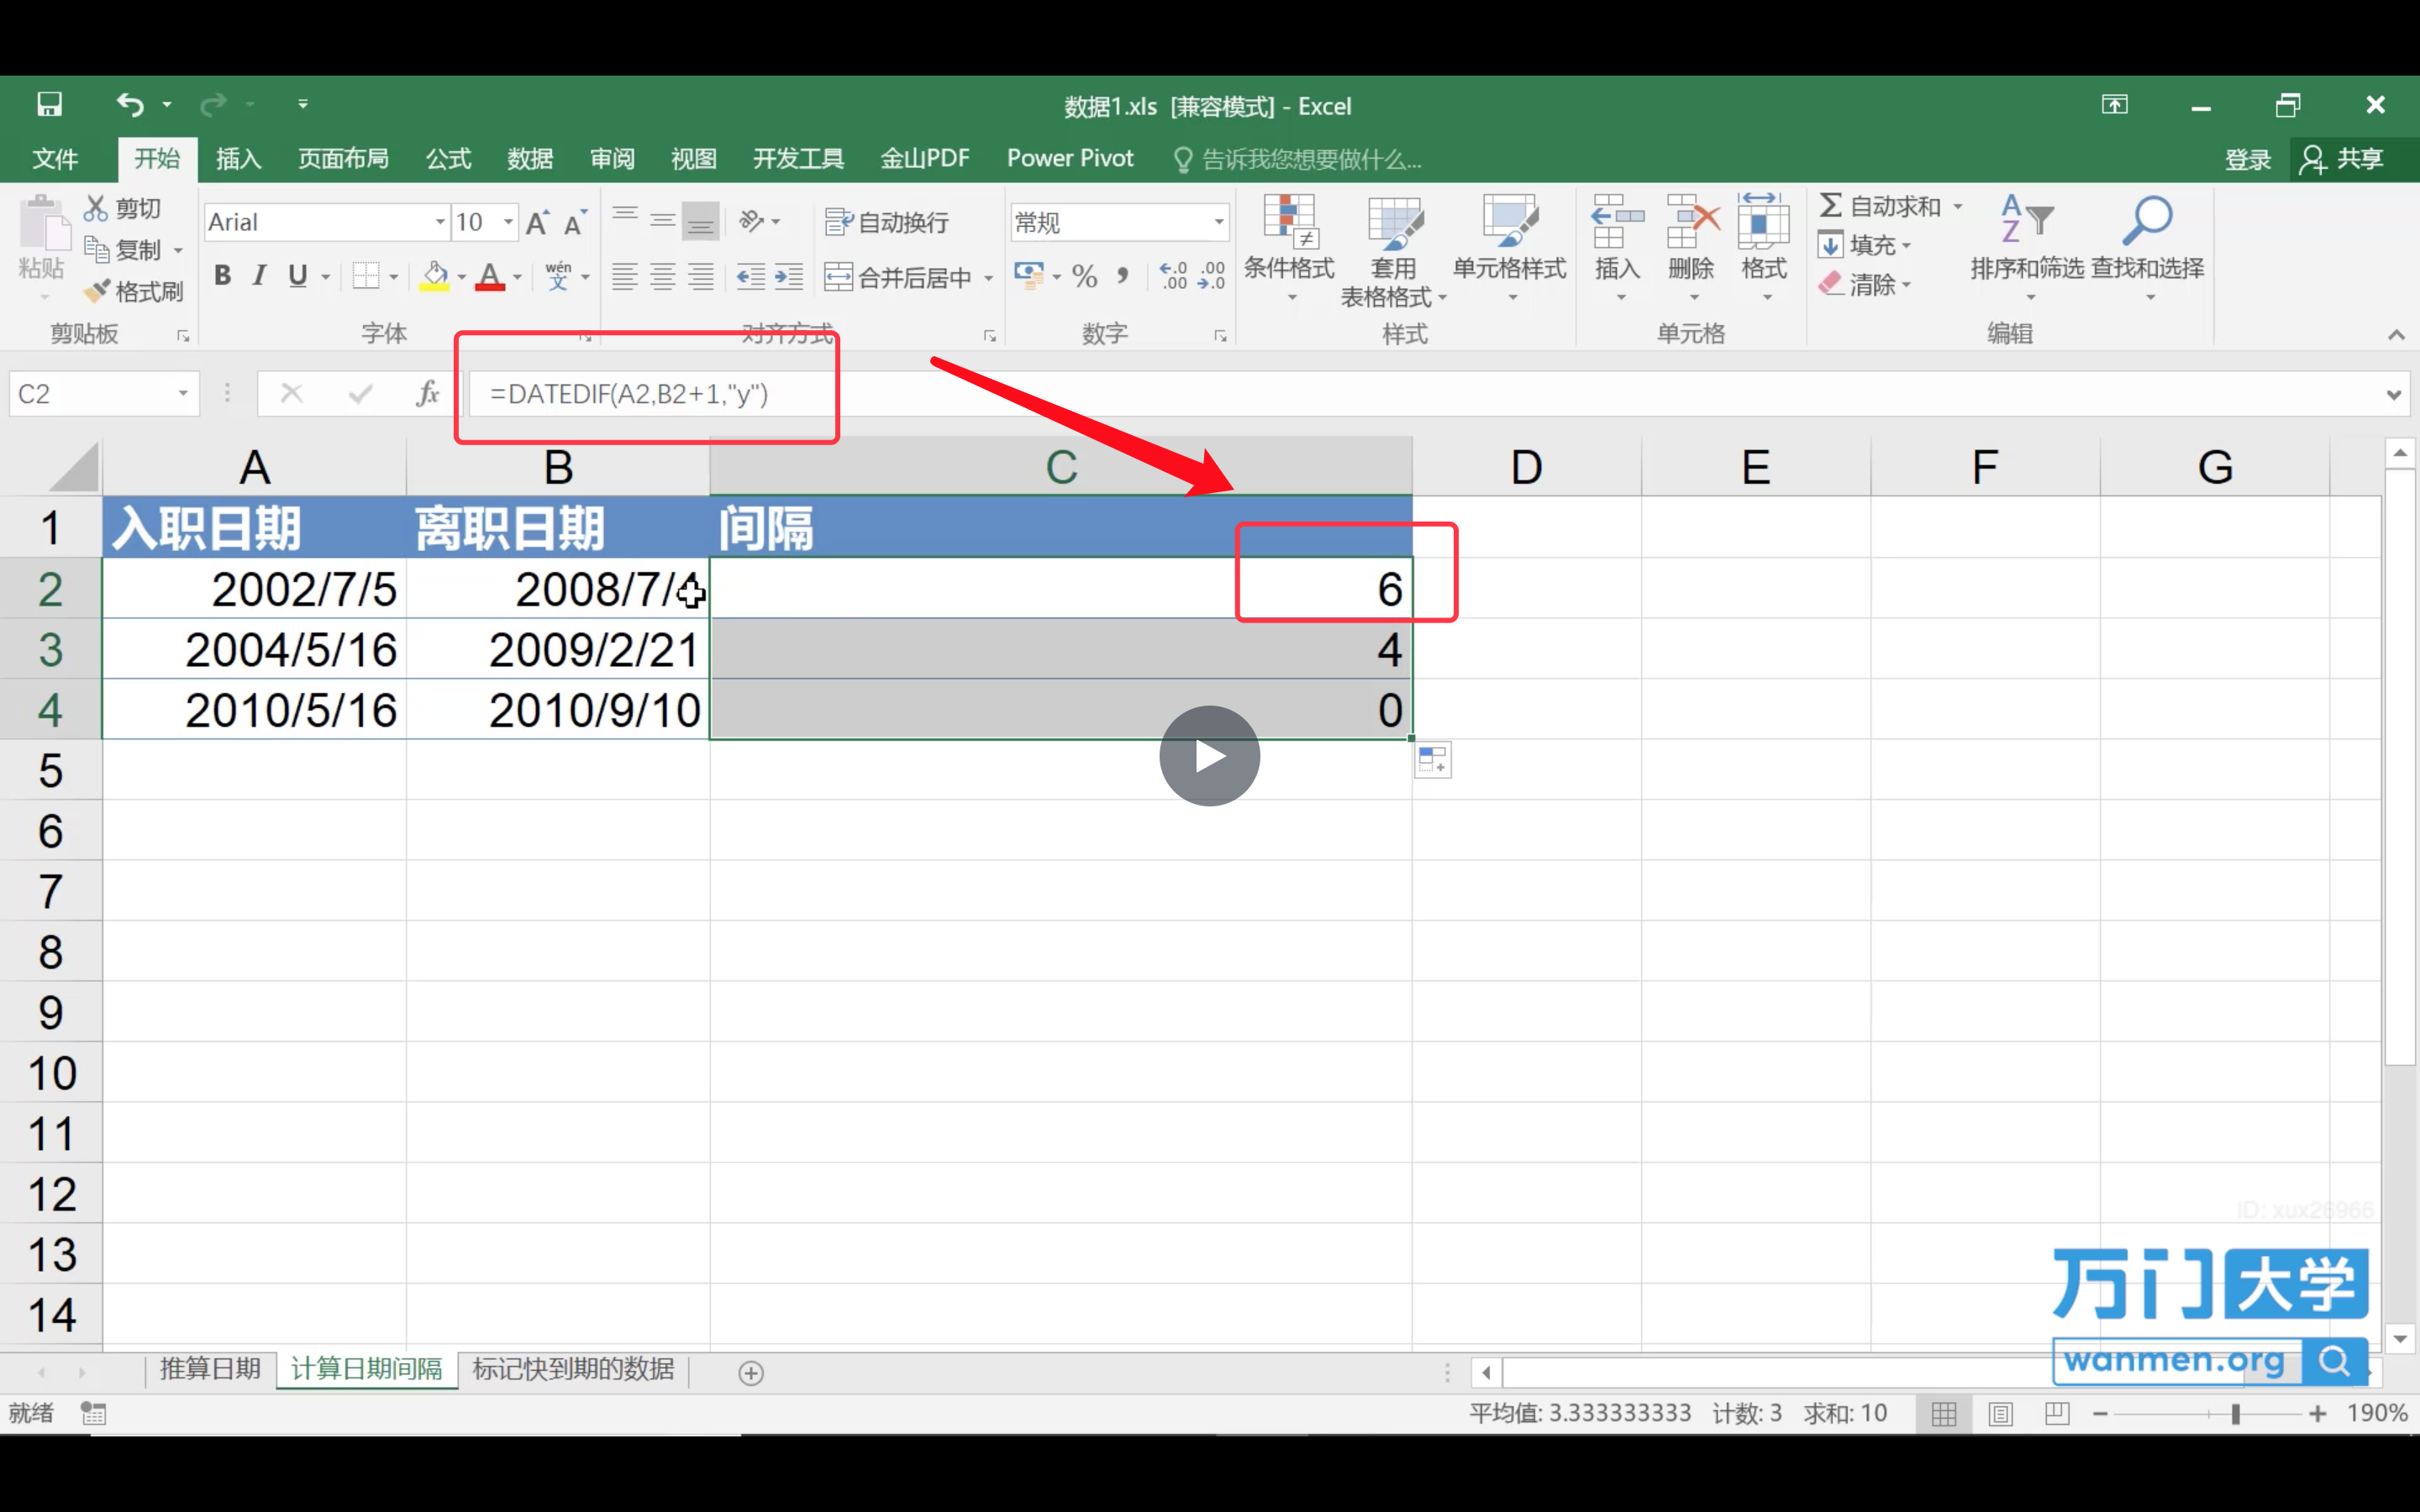 数据1.xls [兼容模式] - Excel
文件 开始 插入 页面布局 公式 数据 审阅 视图 开发工具 金山PDF Power Pivot 告诉我您想要做什么... 登录 共享
粘贴 剪切 复制 格式刷 剪贴板
Arial 10 A A B I U A wén 文 字体
自动换行 合并后居中 对齐方式
常规 % , ←.0 .00 .00 →.0 数字
条件格式 套用 表格格式 单元格样式 样式
插入 删除 格式 单元格
Σ 自动求和 填充 清除 A Z 排序和筛选 查找和选择 编辑
C2 fx =DATEDIF(A2,B2+1,"y")
A B C D E F G
1 入职日期 离职日期 间隔
2 2002/7/5 2008/7/4 6
3 2004/5/16 2009/2/21 4
4 2010/5/16 2010/9/10 0
5
6
7
8
9
10
11
12
13
14
ID: xux26966
万门大学
wanmen.org
推算日期 计算日期间隔 标记快到期的数据
就绪 平均值: 3.333333333 计数: 3 求和: 10 190%